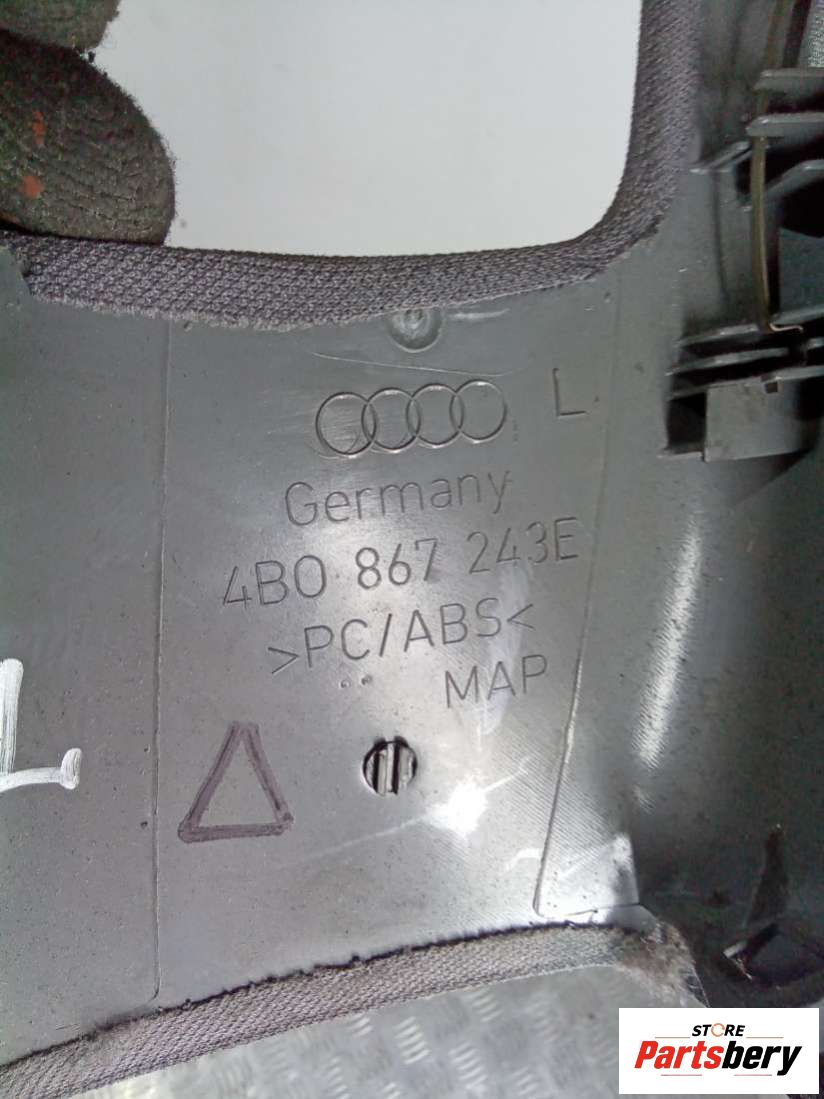 L
Germany
4B0 867 243E
>PC/ABS<
MAP
STORE
Partsbery